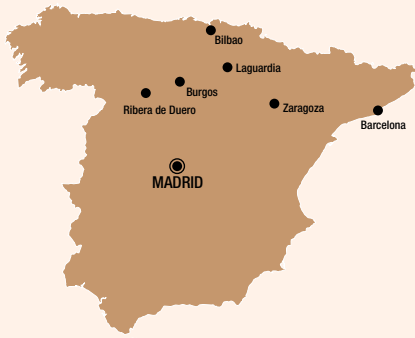 Bilbao
Laguardia
Burgos
Ribera de Duero
Zaragoza
Barcelona
MADRID